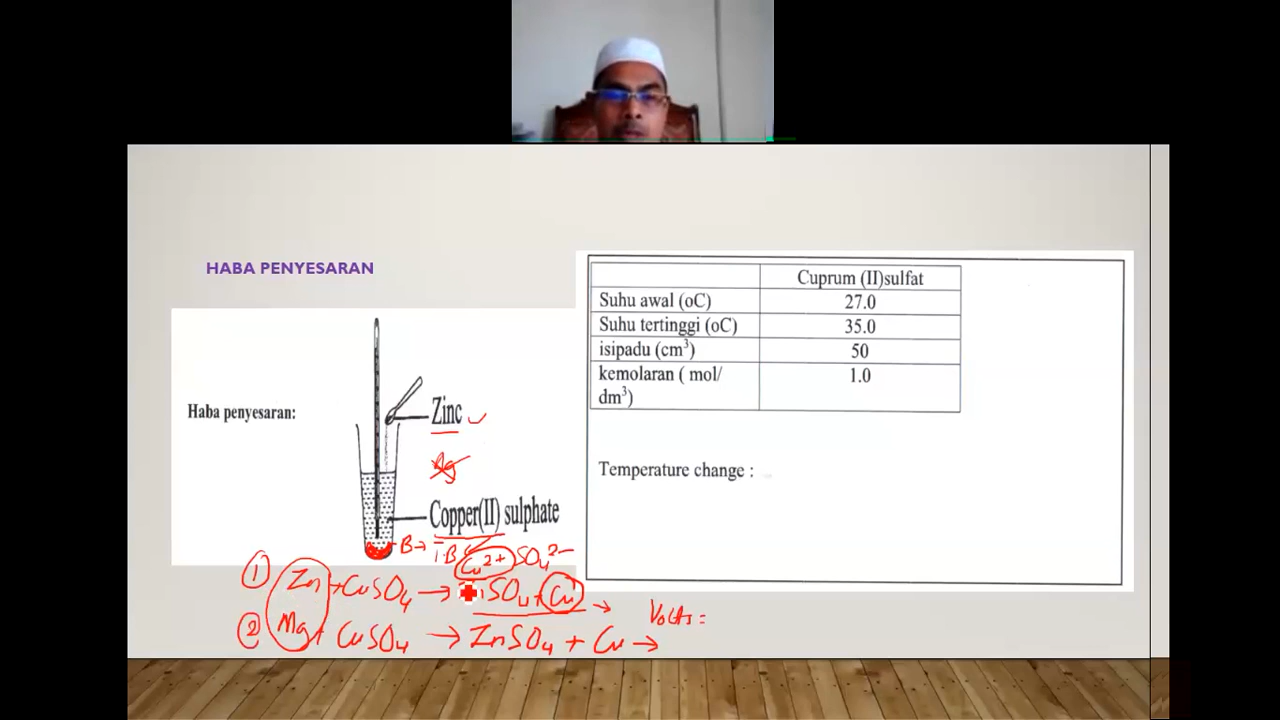 HABA PENYESARAN
Haba penyesaran:
Zinc
Ag
Copper(II) sulphate
Cuprum (II)sulfat
Suhu awal (oC) 27.0
Suhu tertinggi (oC) 35.0
isipadu (cm³) 50
kemolaran ( mol/ 1.0
dm³)
Temperature change :
B → B
Cu²⁺ SO₄²⁻
① Zn + CuSO₄ → SO₄ + Cu →
② Mg + CuSO₄ → ZnSO₄ + Cu →